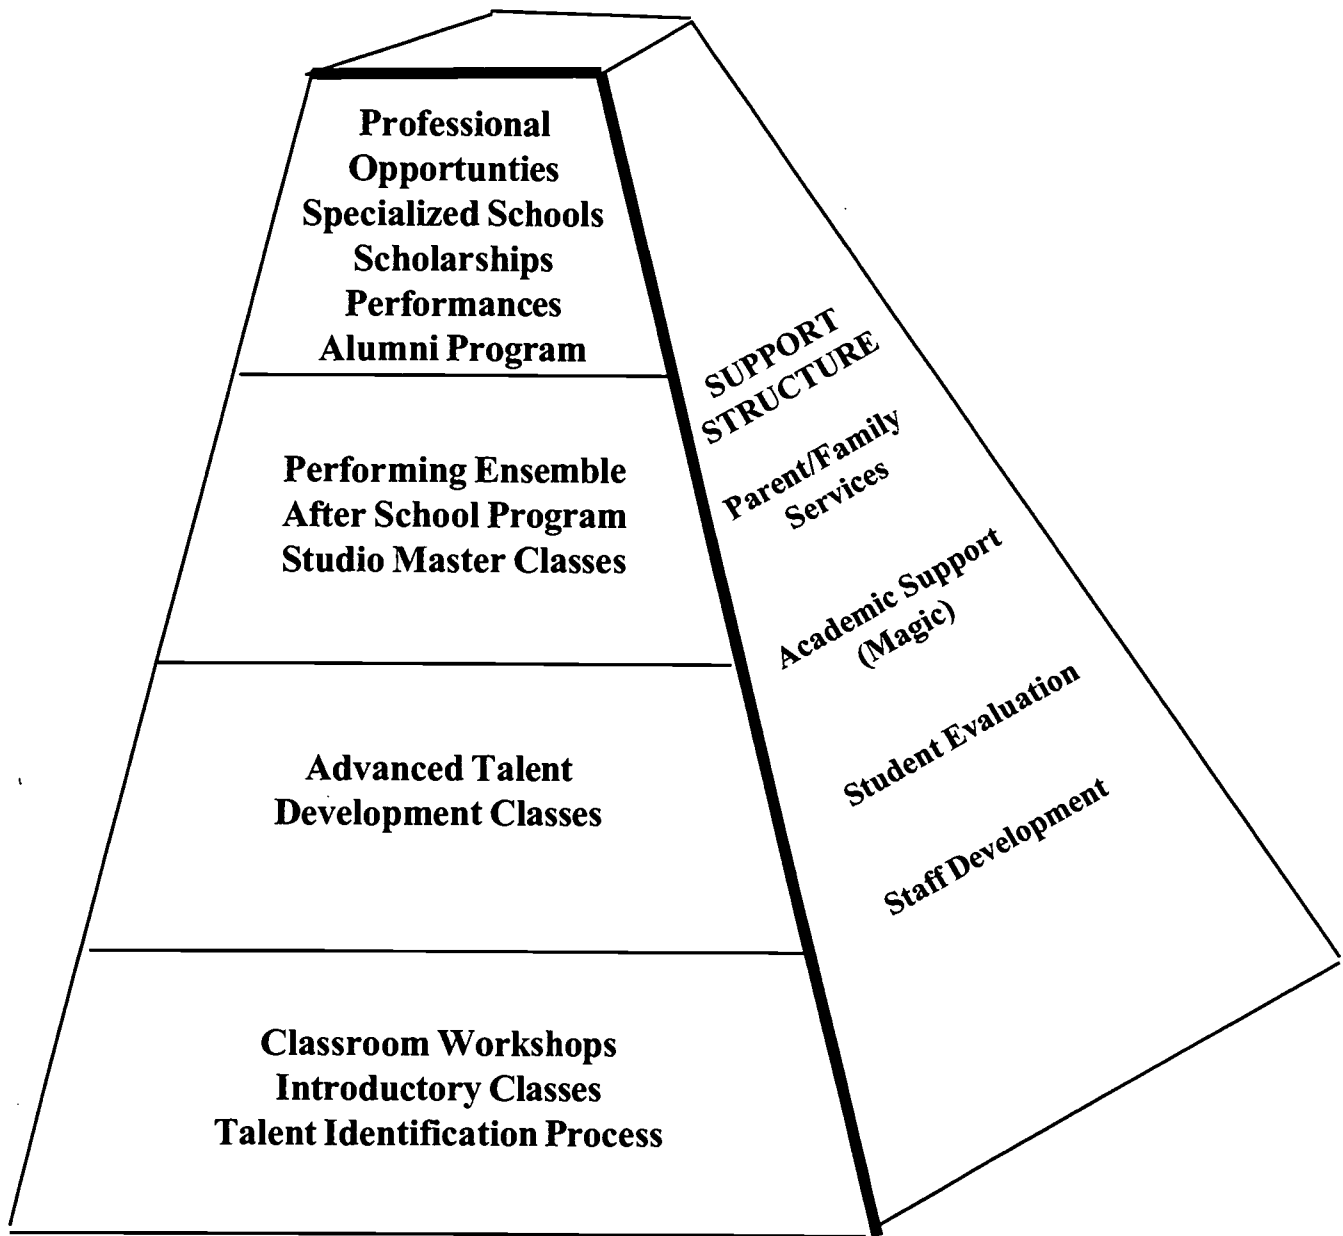 Professional
Opportunties
Specialized Schools
Scholarships
Performances
Alumni Program
Performing Ensemble
After School Program
Studio Master Classes
Advanced Talent
Development Classes
Classroom Workshops
Introductory Classes
Talent Identification Process
SUPPORT
STRUCTURE
Parent/Family
Services
Academic Support
(Magic)
Student Evaluation
Staff Development